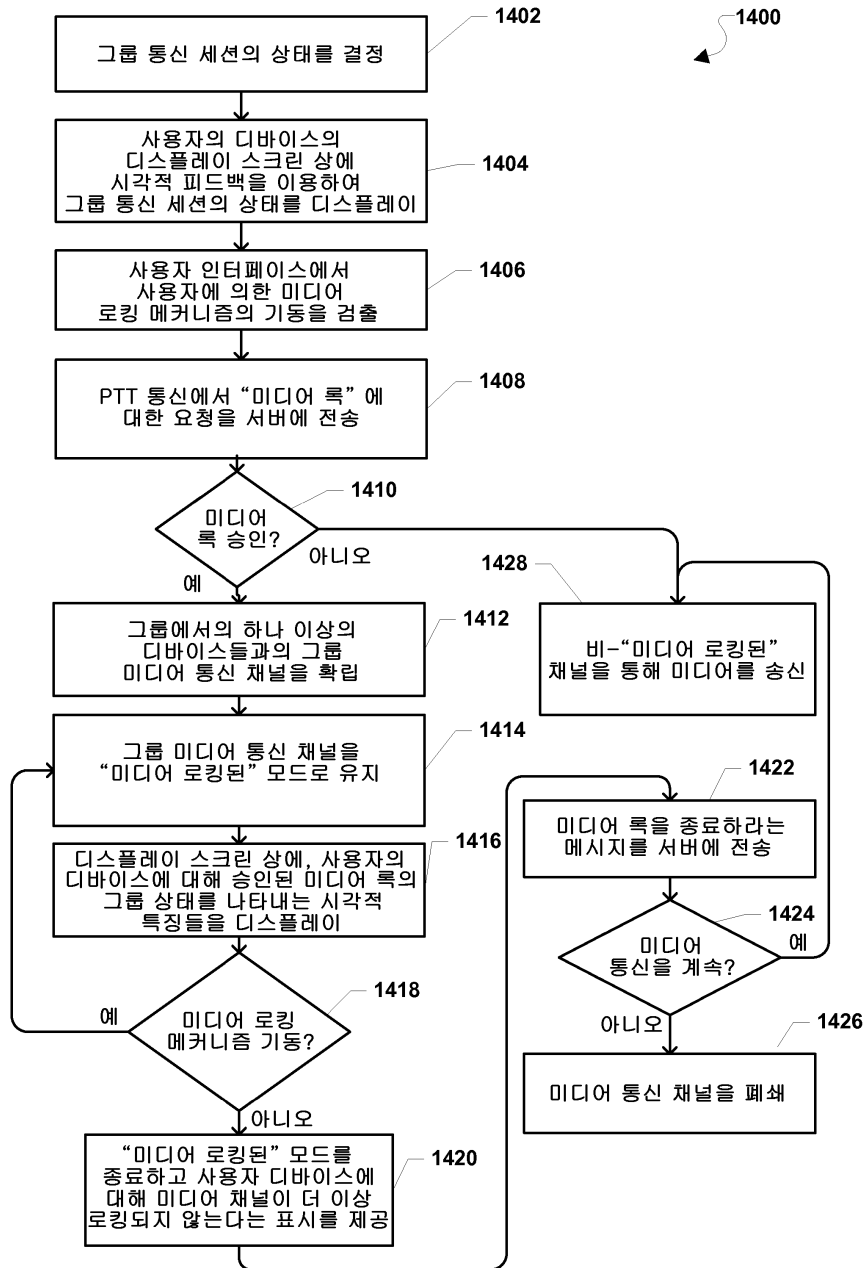 1402
1400
그룹 통신 세션의 상태를 결정
사용자의 디바이스의
디스플레이 스크린 상에
시각적 피드백을 이용하여
그룹 통신 세션의 상태를 디스플레이
1404
사용자 인터페이스에서
사용자에 의한 미디어
로킹 메커니즘의 기동을 검출
1406
PTT 통신에서 “미디어 록” 에
대한 요청을 서버에 전송
1408
미디어
록 승인?
1410
아니오
예
그룹에서의 하나 이상의
디바이스들과의 그룹
미디어 통신 채널을 확립
1412
1428
비-“미디어 로킹된”
채널을 통해 미디어를 송신
그룹 미디어 통신 채널을
“미디어 로킹된” 모드로 유지
1414
디스플레이 스크린 상에, 사용자의
디바이스에 대해 승인된 미디어 록의
그룹 상태를 나타내는 시각적
특징들을 디스플레이
1416
미디어 로킹
메커니즘 기동?
1418
예
아니오
“미디어 로킹된” 모드를
종료하고 사용자 디바이스에
대해 미디어 채널이 더 이상
로킹되지 않는다는 표시를 제공
1420
1422
미디어 록을 종료하라는
메시지를 서버에 전송
1424
미디어
통신을 계속?
예
아니오
1426
미디어 통신 채널을 폐쇄